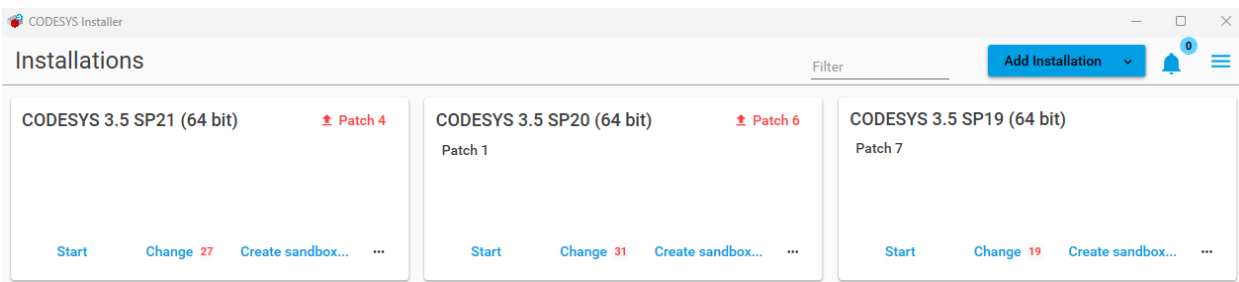 CODESYS Installer
Installations
Filter
Add Installation
0
CODESYS 3.5 SP21 (64 bit)
Patch 4
Start
Change 27
Create sandbox...
CODESYS 3.5 SP20 (64 bit)
Patch 6
Patch 1
Start
Change 31
Create sandbox...
CODESYS 3.5 SP19 (64 bit)
Patch 7
Start
Change 19
Create sandbox...